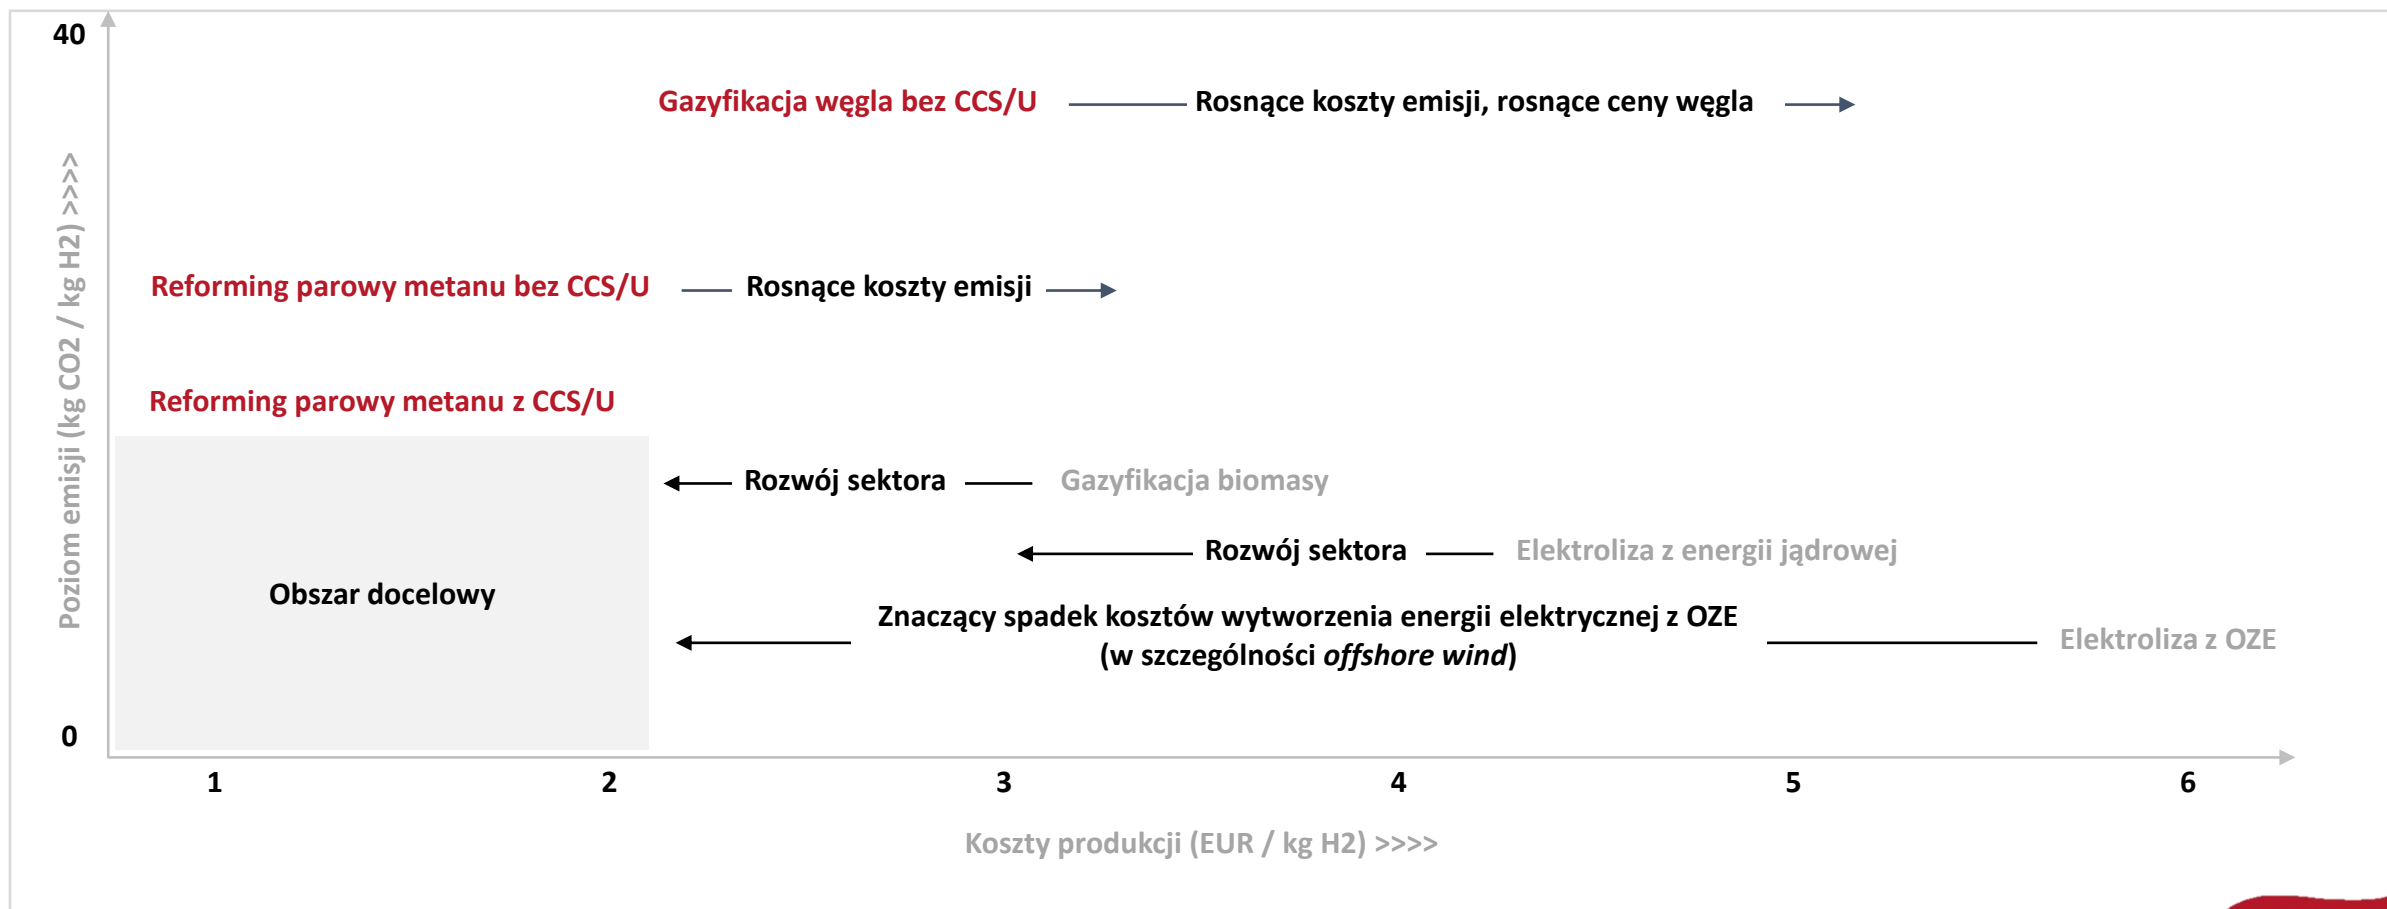 40
Gazyfikacja węgla bez CCS/U
Rosnące koszty emisji, rosnące ceny węgla
Poziom emisji (kg CO2 / kg H2) >>>>
Reforming parowy metanu bez CCS/U
Rosnące koszty emisji
Reforming parowy metanu z CCS/U
Rozwój sektora
Gazyfikacja biomasy
Rozwój sektora
Elektroliza z energii jądrowej
Obszar docelowy
Znaczący spadek kosztów wytworzenia energii elektrycznej z OZE
(w szczególności offshore wind)
Elektroliza z OZE
0
1 2 3 4 5 6
Koszty produkcji (EUR / kg H2) >>>>